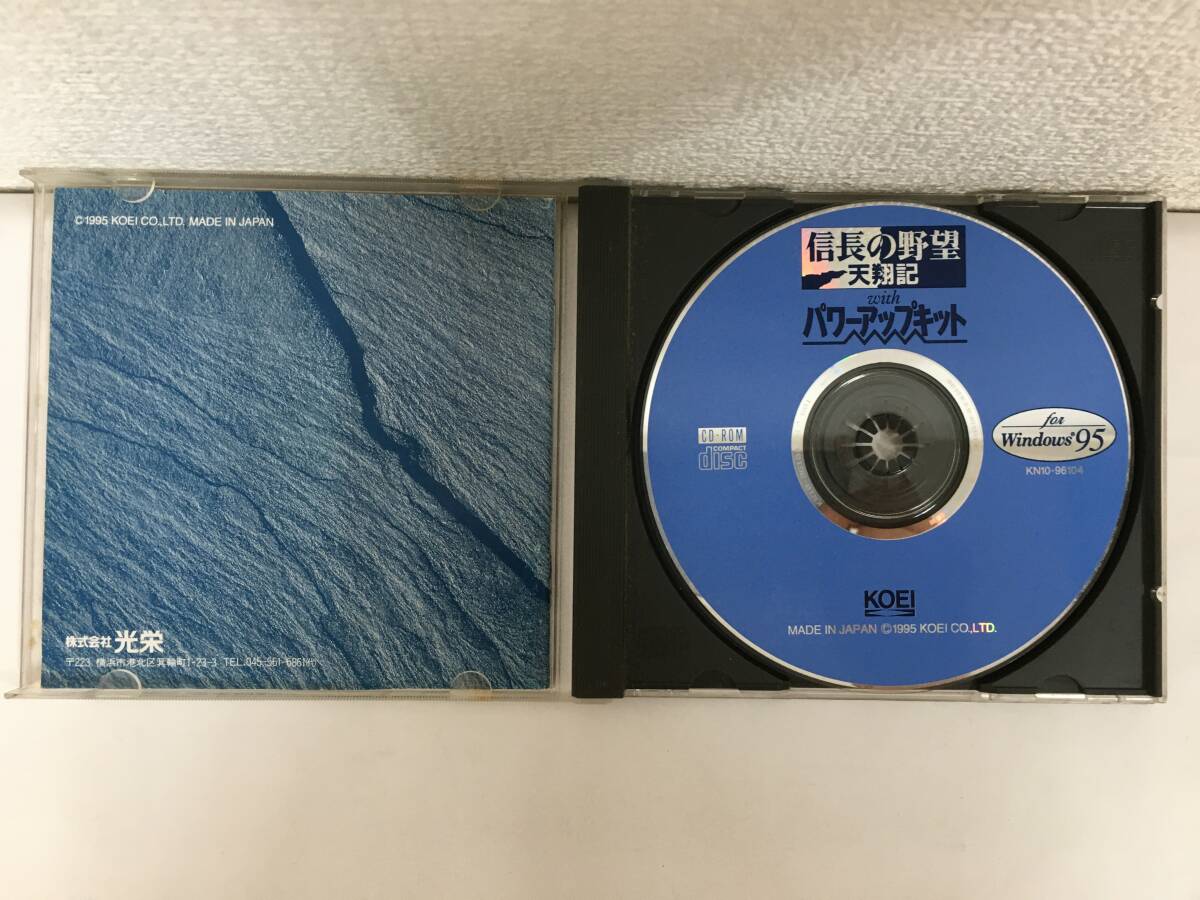 ©1995 KOEI CO.,LTD. MADE IN JAPAN
株式会社 光栄
〒223 横浜市港北区箕輪町1-23-3 TEL.045-561-6861㈹
信長の野望
天翔記
with
パワーアップキット
CD-ROM
COMPACT
disc
for
Windows®95
KN10-96104
KOEI
MADE IN JAPAN ©1995 KOEI CO.,LTD.